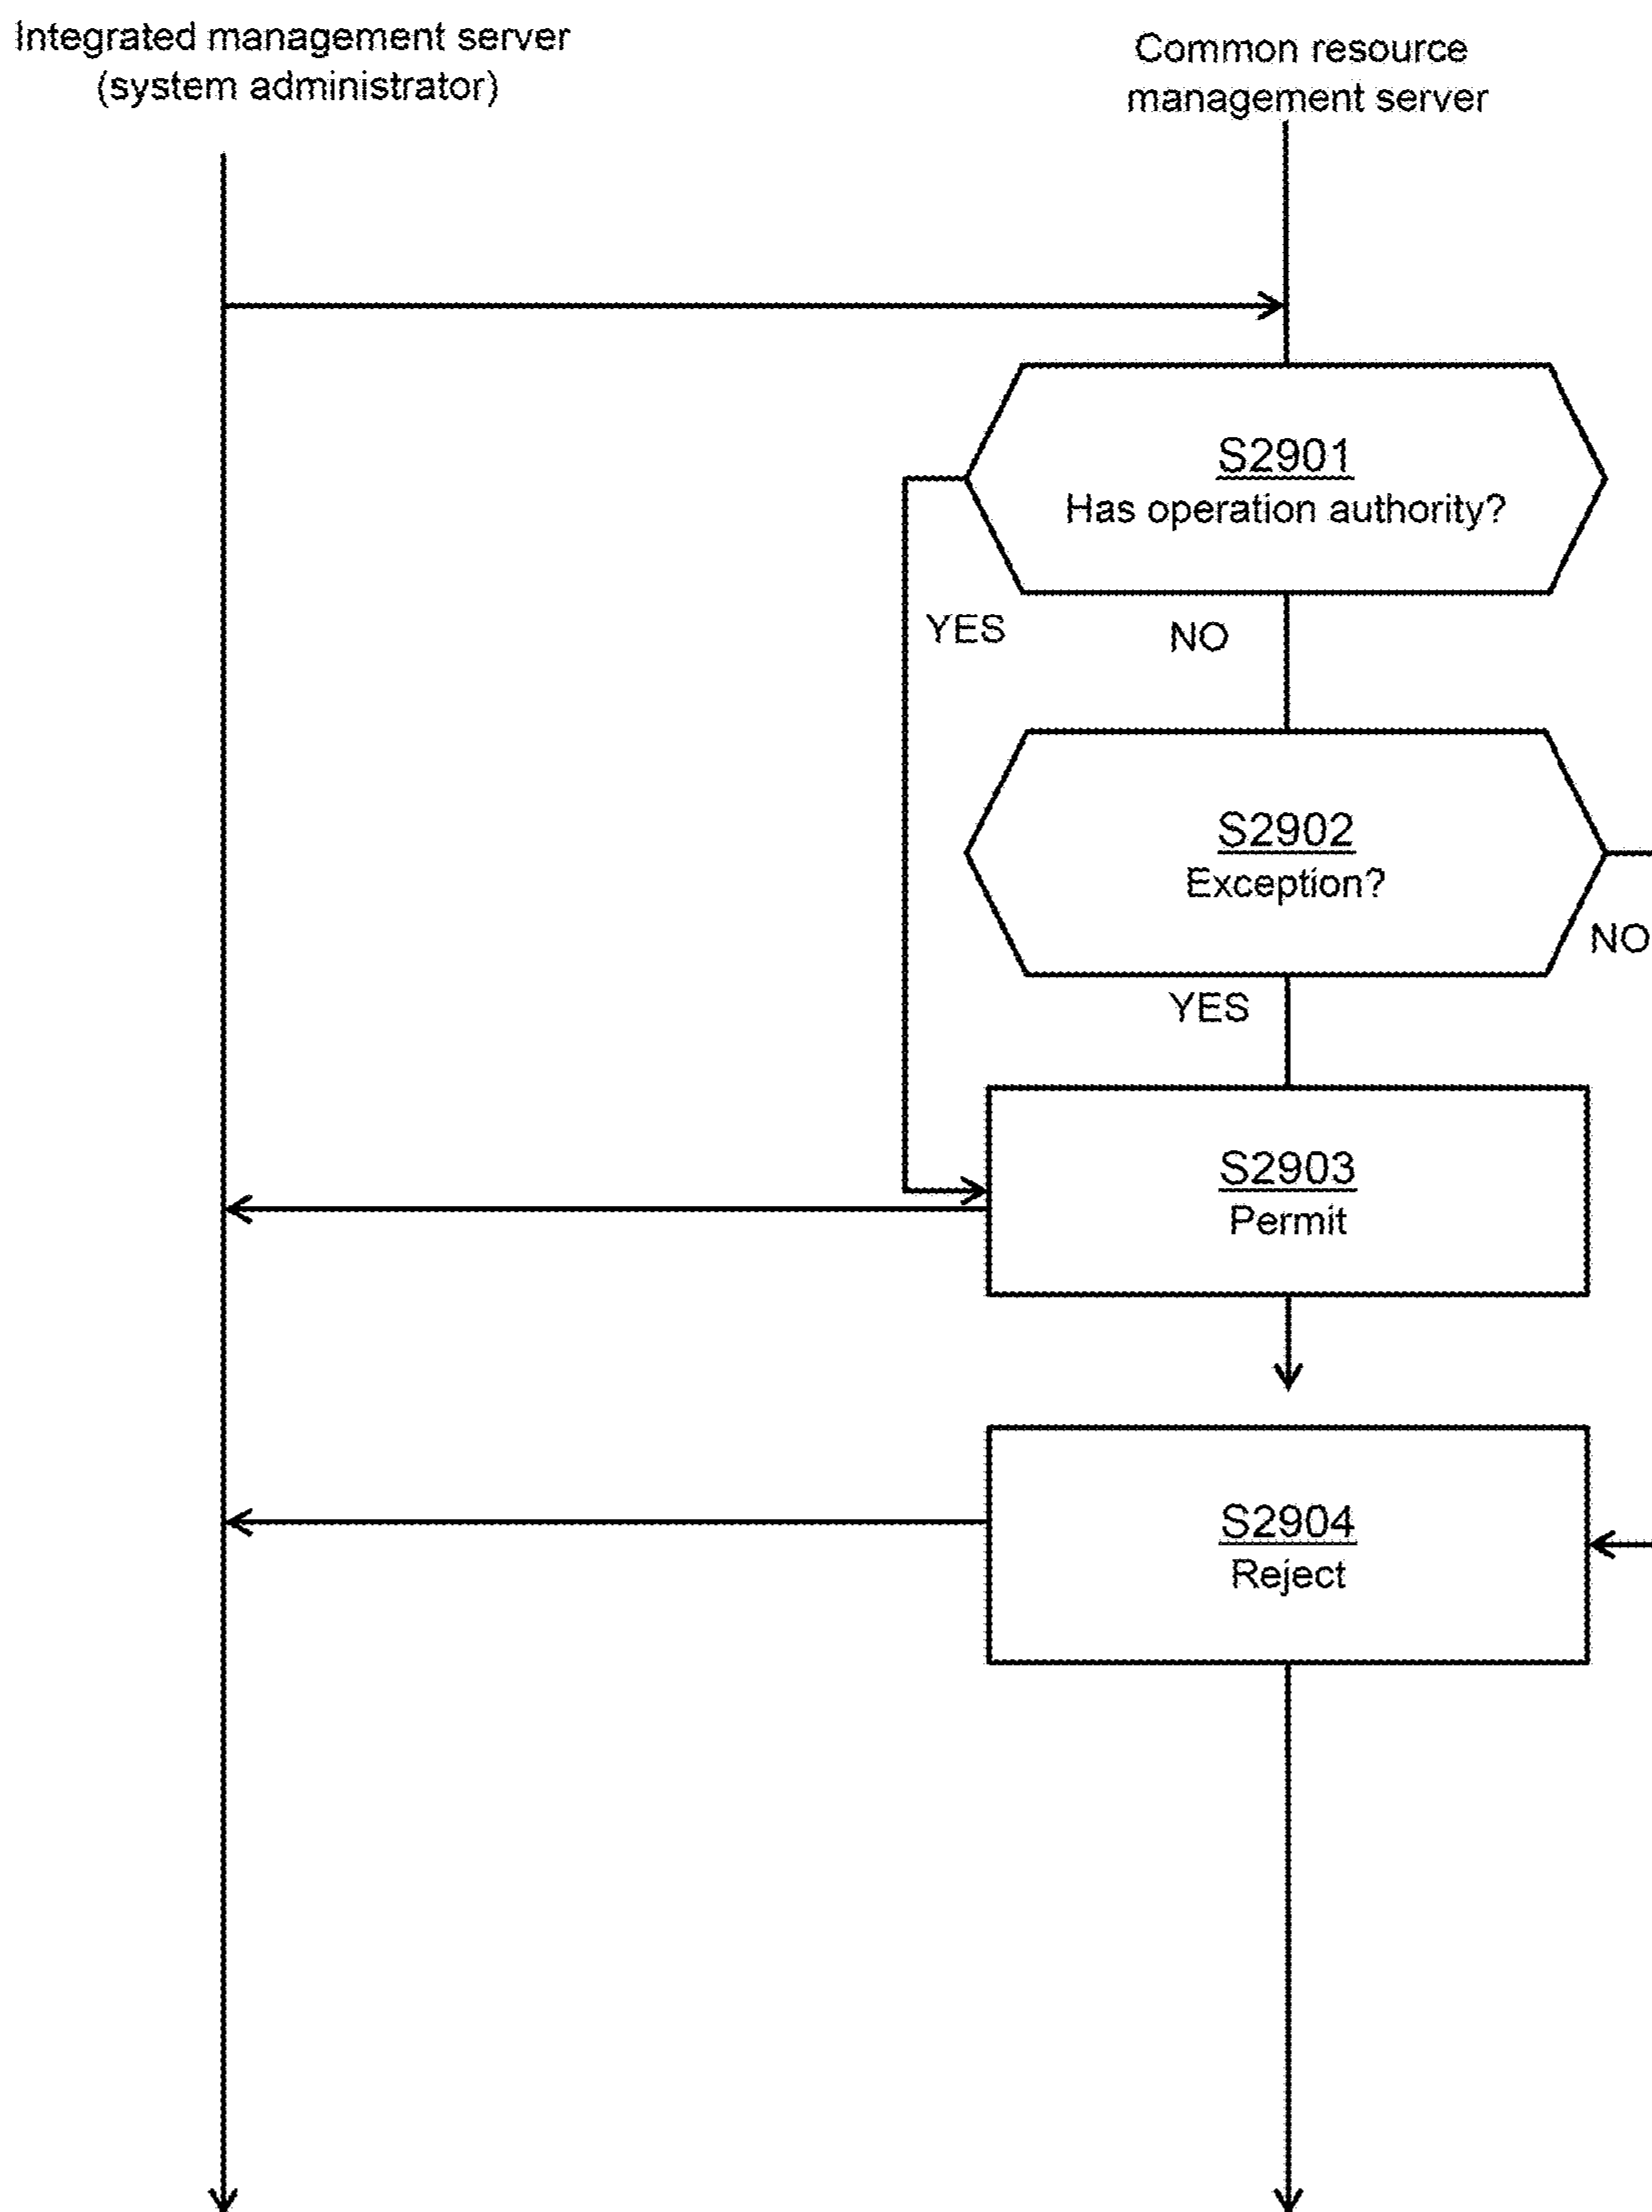 Integrated management server
(system administrator)
Common resource
management server
S2901
Has operation authority?
YES
NO
S2902
Exception?
NO
YES
S2903
Permit
S2904
Reject